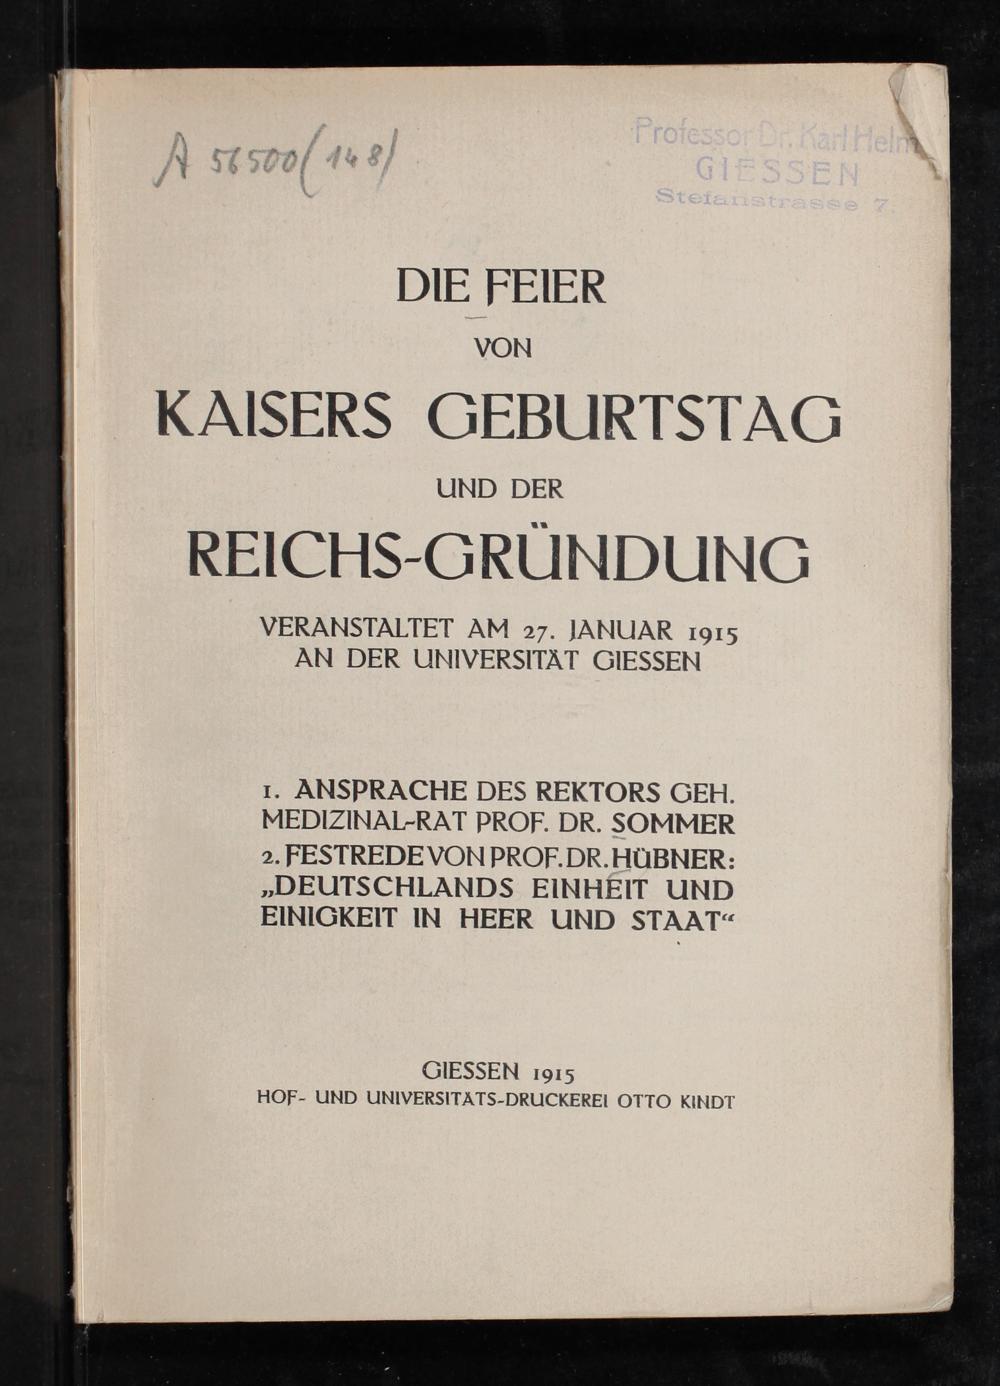 A 56500(148)
Professor Dr. Karl Helm
GIESSEN
Stefanstrasse 7.
DIE FEIER
VON
KAISERS GEBURTSTAG
UND DER
REICHS-GRÜNDUNG
VERANSTALTET AM 27. JANUAR 1915
AN DER UNIVERSITÄT GIESSEN
1. ANSPRACHE DES REKTORS GEH.
MEDIZINAL-RAT PROF. DR. SOMMER
2. FESTREDE VON PROF. DR. HÜBNER:
„DEUTSCHLANDS EINHEIT UND
EINIGKEIT IN HEER UND STAAT“
GIESSEN 1915
HOF- UND UNIVERSITÄTS-DRUCKEREI OTTO KINDT